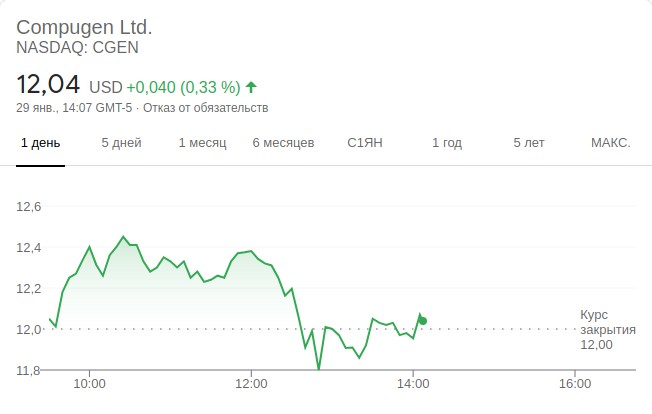 Compugen Ltd.
NASDAQ: CGEN
12,04 USD +0,040 (0,33 %)
29 янв., 14:07 GMT-5 · Отказ от обязательств
1 день 5 дней 1 месяц 6 месяцев С1ЯН 1 год 5 лет МАКС.
12,6
12,4
12,2
12,0
11,8
Курс
закрытия
12,00
10:00 12:00 14:00 16:00